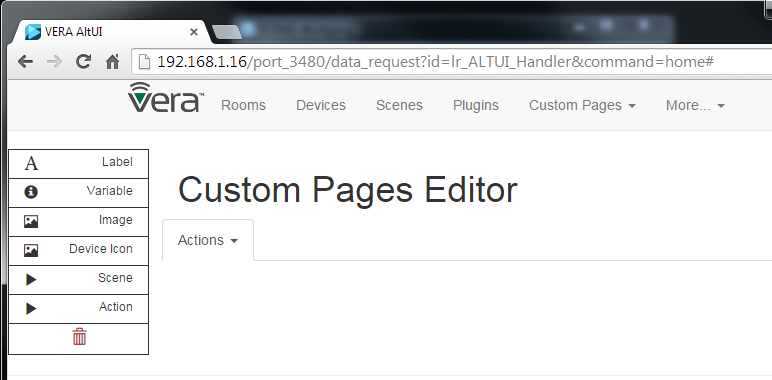 VERA AltUI
192.168.1.16/port_3480/data_request?id=lr_ALTUI_Handler&command=home#
vera™ Rooms Devices Scenes Plugins Custom Pages More...
A Label
Variable
Image
Device Icon
Scene
Action
Custom Pages Editor
Actions